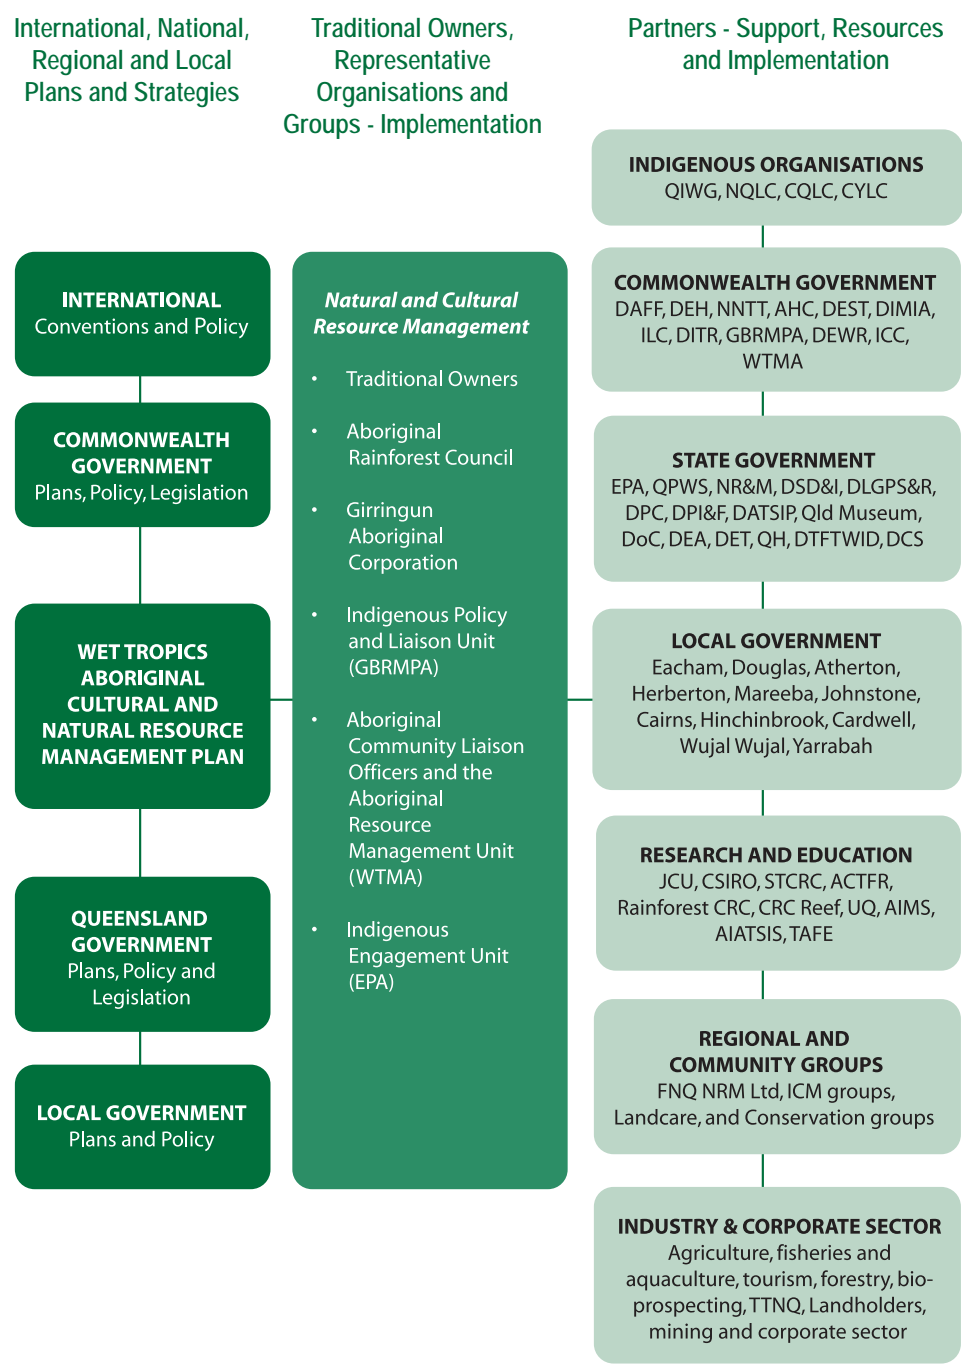 International, National,
Regional and Local
Plans and Strategies
Traditional Owners,
Representative
Organisations and
Groups - Implementation
Partners - Support, Resources
and Implementation
INTERNATIONAL
Conventions and Policy
COMMONWEALTH
GOVERNMENT
Plans, Policy, Legislation
WET TROPICS
ABORIGINAL
CULTURAL AND
NATURAL RESOURCE
MANAGEMENT PLAN
QUEENSLAND
GOVERNMENT
Plans, Policy and
Legislation
LOCAL GOVERNMENT
Plans and Policy
Natural and Cultural
Resource Management
• Traditional Owners
• Aboriginal
Rainforest Council
• Girringun
Aboriginal
Corporation
• Indigenous Policy
and Liaison Unit
(GBRMPA)
• Aboriginal
Community Liaison
Officers and the
Aboriginal
Resource
Management Unit
(WTMA)
• Indigenous
Engagement Unit
(EPA)
INDIGENOUS ORGANISATIONS
QIWG, NQLC, CQLC, CYLC
COMMONWEALTH GOVERNMENT
DAFF, DEH, NNTT, AHC, DEST, DIMIA,
ILC, DITR, GBRMPA, DEWR, ICC,
WTMA
STATE GOVERNMENT
EPA, QPWS, NR&M, DSD&I, DLGPS&R,
DPC, DPI&F, DATSIP, Qld Museum,
DoC, DEA, DET, QH, DTFTWID, DCS
LOCAL GOVERNMENT
Eacham, Douglas, Atherton,
Herberton, Mareeba, Johnstone,
Cairns, Hinchinbrook, Cardwell,
Wujal Wujal, Yarrabah
RESEARCH AND EDUCATION
JCU, CSIRO, STCRC, ACTFR,
Rainforest CRC, CRC Reef, UQ, AIMS,
AIATSIS, TAFE
REGIONAL AND
COMMUNITY GROUPS
FNQ NRM Ltd, ICM groups,
Landcare, and Conservation groups
INDUSTRY & CORPORATE SECTOR
Agriculture, fisheries and
aquaculture, tourism, forestry, bio-
prospecting, TTNQ, Landholders,
mining and corporate sector